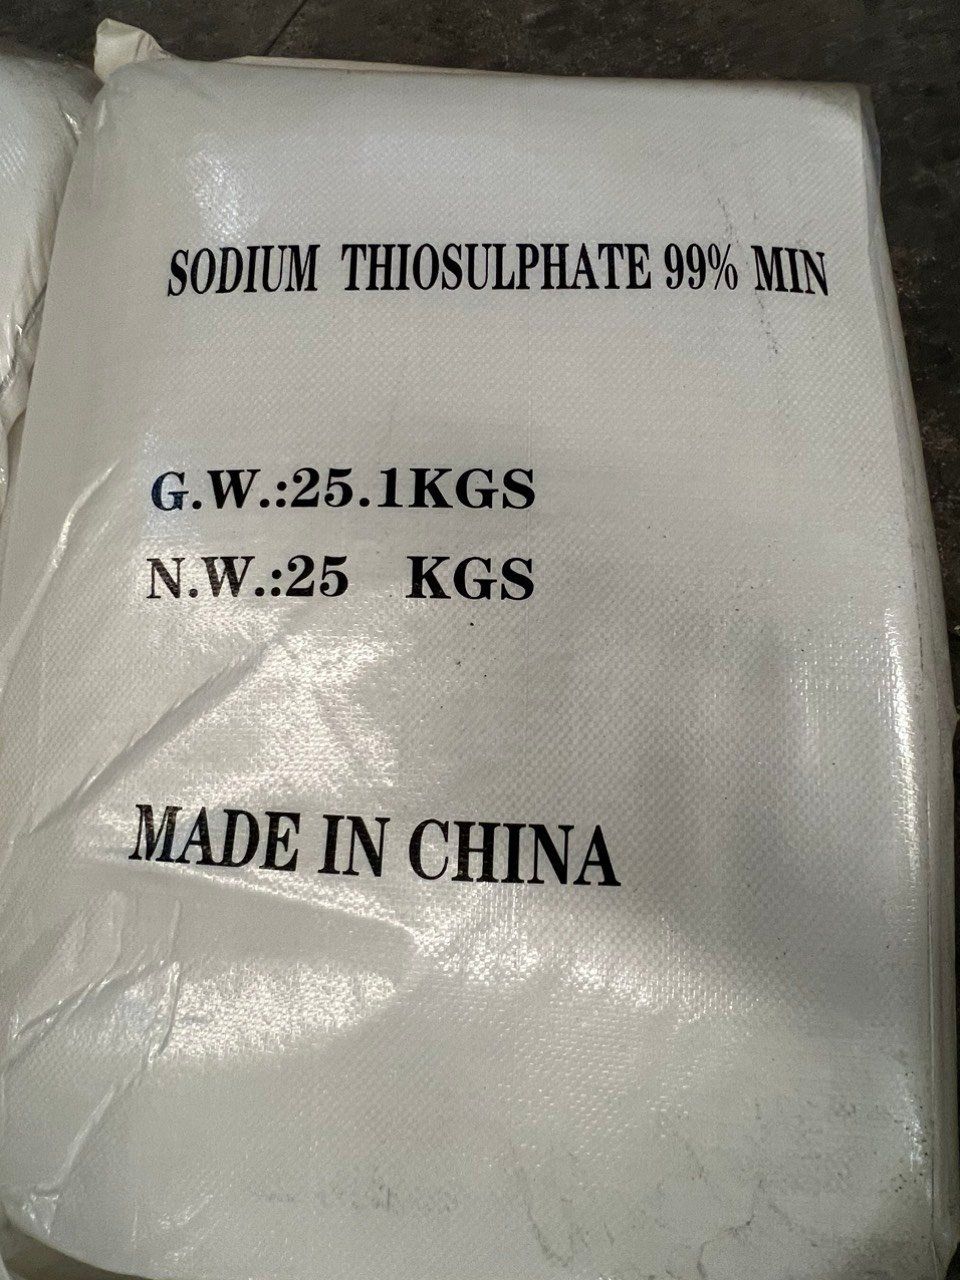 SODIUM THIOSULPHATE 99% MIN
G.W.:25.1KGS
N.W.:25 KGS
MADE IN CHINA